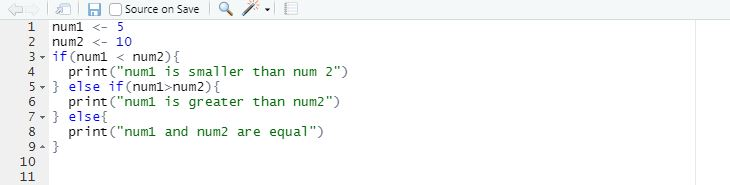 Source on Save
1 num1 <- 5
2 num2 <- 10
3 if(num1 < num2){
4   print("num1 is smaller than num 2")
5 } else if(num1>num2){
6   print("num1 is greater than num2")
7 } else{
8   print("num1 and num2 are equal")
9 }
10
11